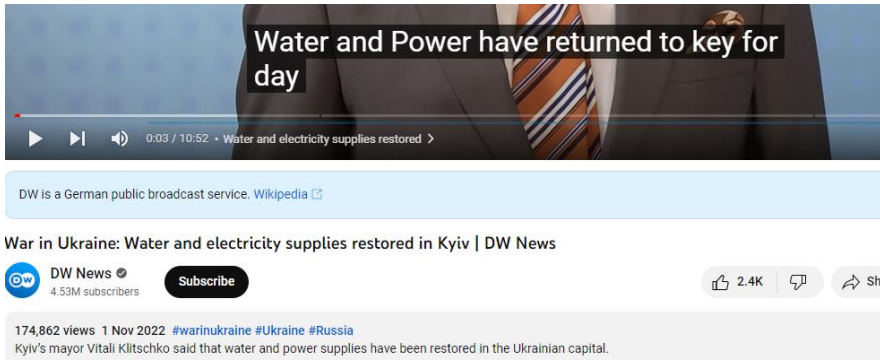 Water and Power have returned to key for
day
0:03 / 10:52 • Water and electricity supplies restored >
DW is a German public broadcast service. Wikipedia
War in Ukraine: Water and electricity supplies restored in Kyiv | DW News
DW
DW News
4.53M subscribers
Subscribe
2.4K
Sh
174,862 views 1 Nov 2022 #warinukraine #Ukraine #Russia
Kyiv's mayor Vitali Klitschko said that water and power supplies have been restored in the Ukrainian capital.